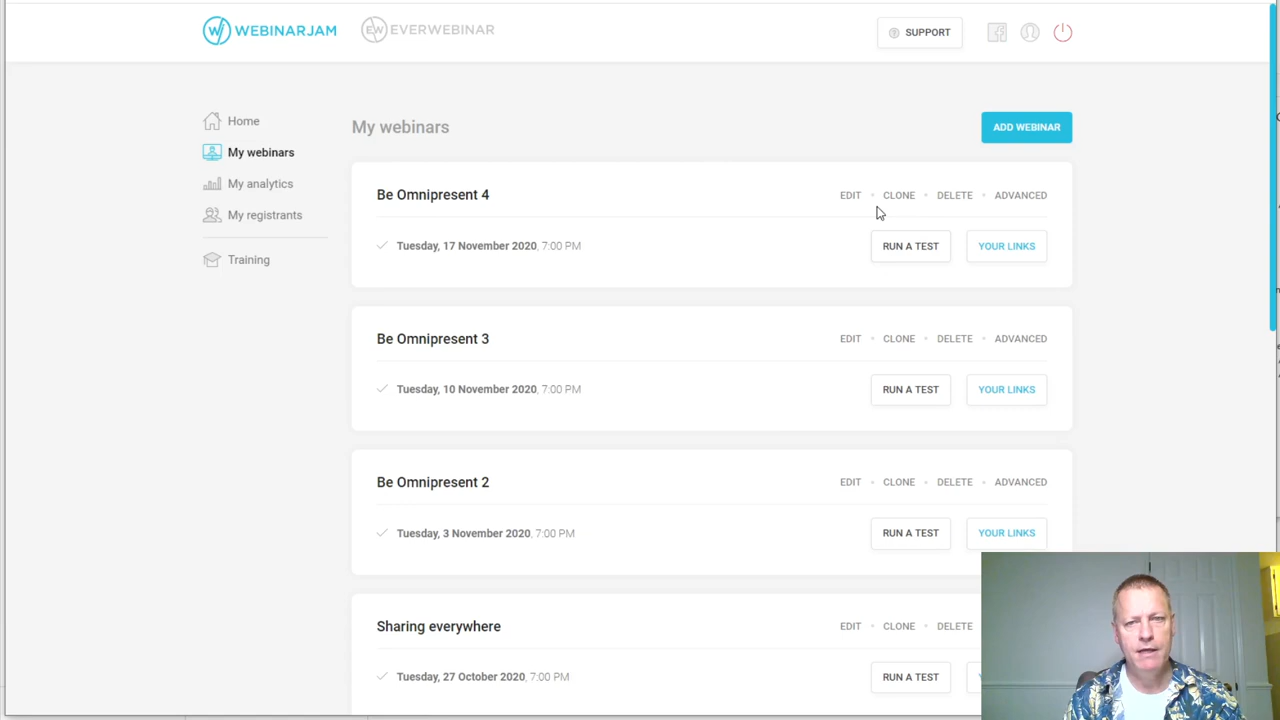 WEBINARJAM
EVERWEBINAR
SUPPORT
Home
My webinars
My analytics
My registrants
Training
My webinars
ADD WEBINAR
Be Omnipresent 4
EDIT • CLONE • DELETE • ADVANCED
Tuesday, 17 November 2020, 7:00 PM
RUN A TEST
YOUR LINKS
Be Omnipresent 3
EDIT • CLONE • DELETE • ADVANCED
Tuesday, 10 November 2020, 7:00 PM
RUN A TEST
YOUR LINKS
Be Omnipresent 2
EDIT • CLONE • DELETE • ADVANCED
Tuesday, 3 November 2020, 7:00 PM
RUN A TEST
YOUR LINKS
Sharing everywhere
EDIT • CLONE • DELETE
Tuesday, 27 October 2020, 7:00 PM
RUN A TEST